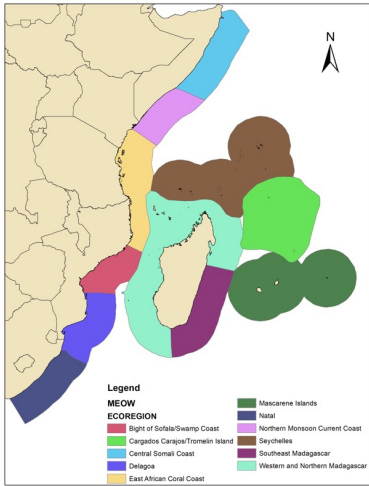 N
Legend
MEOW
ECOREGION
Bight of Sofala/Swamp Coast
Cargados Carajos/Tromelin Island
Central Somali Coast
Delagoa
East African Coral Coast
Mascarene Islands
Natal
Northern Monsoon Current Coast
Seychelles
Southeast Madagascar
Western and Northern Madagascar